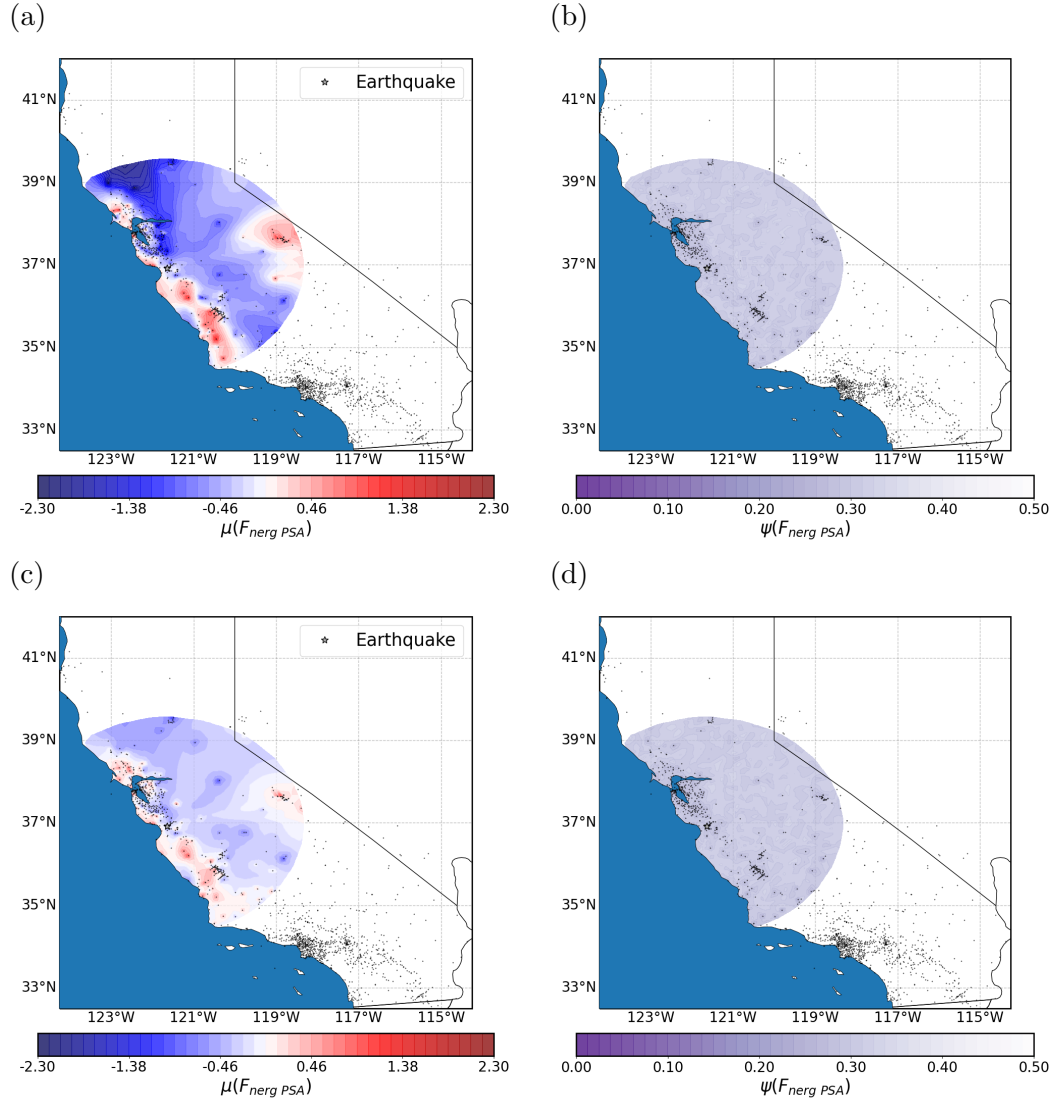 (a) (b)
Earthquake
41°N 41°N
39°N 39°N
37°N 37°N
35°N 35°N
33°N 33°N
123°W 121°W 119°W 117°W 115°W 123°W 121°W 119°W 117°W 115°W
-2.30 -1.38 -0.46 0.46 1.38 2.30 0.00 0.10 0.20 0.30 0.40 0.50
μ(F_nerg PSA) ψ(F_nerg PSA)
(c) (d)
Earthquake
41°N 41°N
39°N 39°N
37°N 37°N
35°N 35°N
33°N 33°N
123°W 121°W 119°W 117°W 115°W 123°W 121°W 119°W 117°W 115°W
-2.30 -1.38 -0.46 0.46 1.38 2.30 0.00 0.10 0.20 0.30 0.40 0.50
μ(F_nerg PSA) ψ(F_nerg PSA)